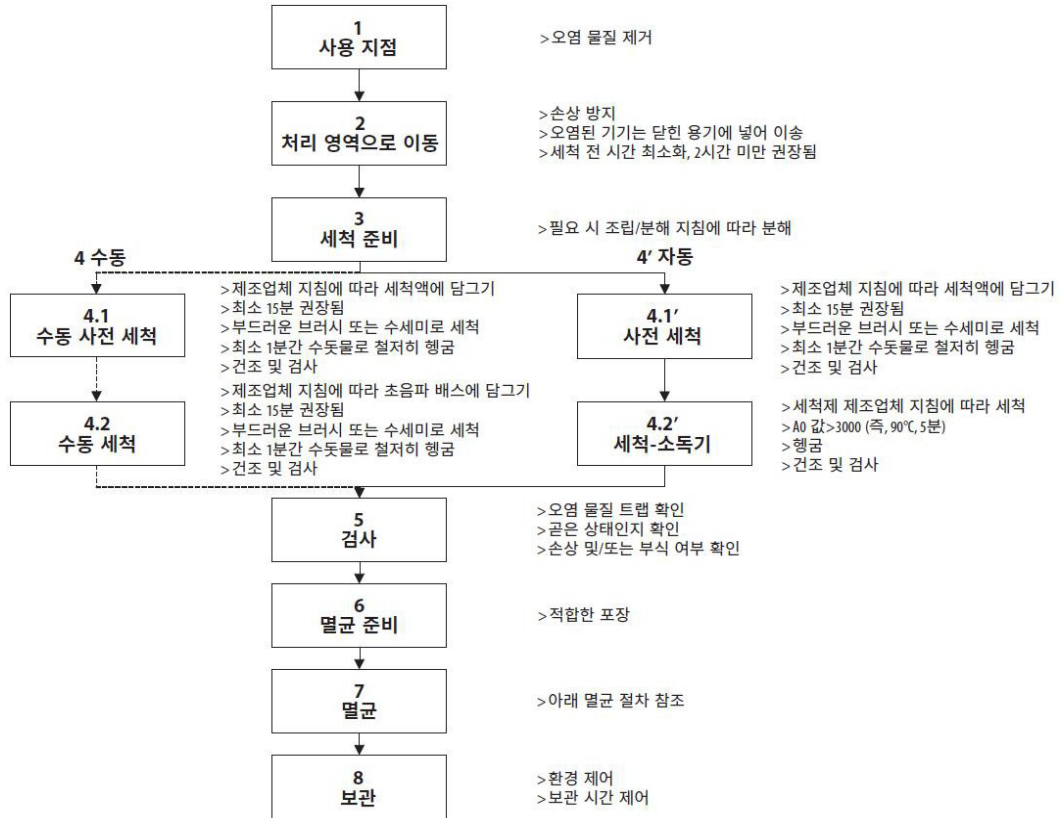 1
사용 지점
>오염 물질 제거
2
처리 영역으로 이동
>손상 방지
>오염된 기기는 닫힌 용기에 넣어 이송
>세척 전 시간 최소화, 2시간 미만 권장됨
3
세척 준비
>필요 시 조립/분해 지침에 따라 분해
4 수동
4.1
수동 사전 세척
>제조업체 지침에 따라 세척액에 담그기
>최소 15분 권장됨
>부드러운 브러시 또는 수세미로 세척
>최소 1분간 수돗물로 철저히 헹굼
>건조 및 검사
4.2
수동 세척
>제조업체 지침에 따라 초음파 배스에 담그기
>최소 15분 권장됨
>부드러운 브러시 또는 수세미로 세척
>최소 1분간 수돗물로 철저히 헹굼
>건조 및 검사
4′ 자동
4.1′
사전 세척
>제조업체 지침에 따라 세척액에 담그기
>최소 15분 권장됨
>부드러운 브러시 또는 수세미로 세척
>최소 1분간 수돗물로 철저히 헹굼
>건조 및 검사
4.2′
세척-소독기
>세척제 제조업체 지침에 따라 세척
>A0 값>3000 (즉, 90℃, 5분)
>헹굼
>건조 및 검사
5
검사
>오염 물질 트랩 확인
>곧은 상태인지 확인
>손상 및/또는 부식 여부 확인
6
멸균 준비
>적합한 포장
7
멸균
>아래 멸균 절차 참조
8
보관
>환경 제어
>보관 시간 제어